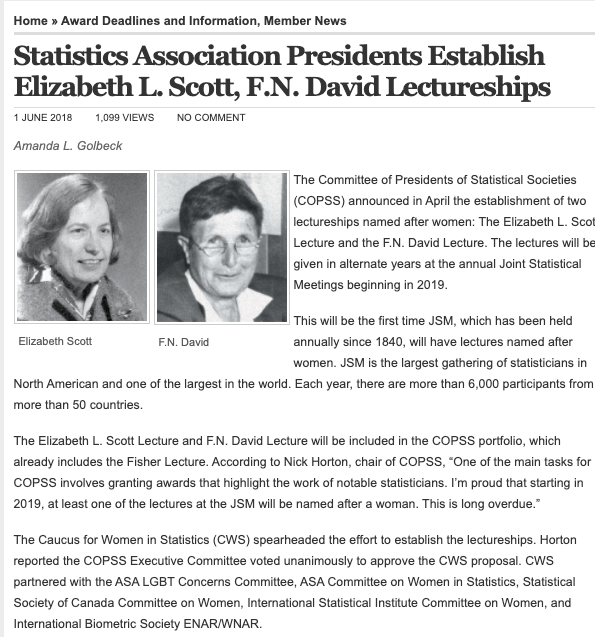 Home » Award Deadlines and Information, Member News
Statistics Association Presidents Establish
Elizabeth L. Scott, F.N. David Lectureships
1 JUNE 2018 1,099 VIEWS NO COMMENT
Amanda L. Golbeck
Elizabeth Scott
F.N. David
The Committee of Presidents of Statistical Societies
(COPSS) announced in April the establishment of two
lectureships named after women: The Elizabeth L. Scot
Lecture and the F.N. David Lecture. The lectures will be
given in alternate years at the annual Joint Statistical
Meetings beginning in 2019.
This will be the first time JSM, which has been held
annually since 1840, will have lectures named after
women. JSM is the largest gathering of statisticians in
North American and one of the largest in the world. Each year, there are more than 6,000 participants from
more than 50 countries.
The Elizabeth L. Scott Lecture and F.N. David Lecture will be included in the COPSS portfolio, which
already includes the Fisher Lecture. According to Nick Horton, chair of COPSS, “One of the main tasks for
COPSS involves granting awards that highlight the work of notable statisticians. I’m proud that starting in
2019, at least one of the lectures at the JSM will be named after a woman. This is long overdue.”
The Caucus for Women in Statistics (CWS) spearheaded the effort to establish the lectureships. Horton
reported the COPSS Executive Committee voted unanimously to approve the CWS proposal. CWS
partnered with the ASA LGBT Concerns Committee, ASA Committee on Women in Statistics, Statistical
Society of Canada Committee on Women, International Statistical Institute Committee on Women, and
International Biometric Society ENAR/WNAR.